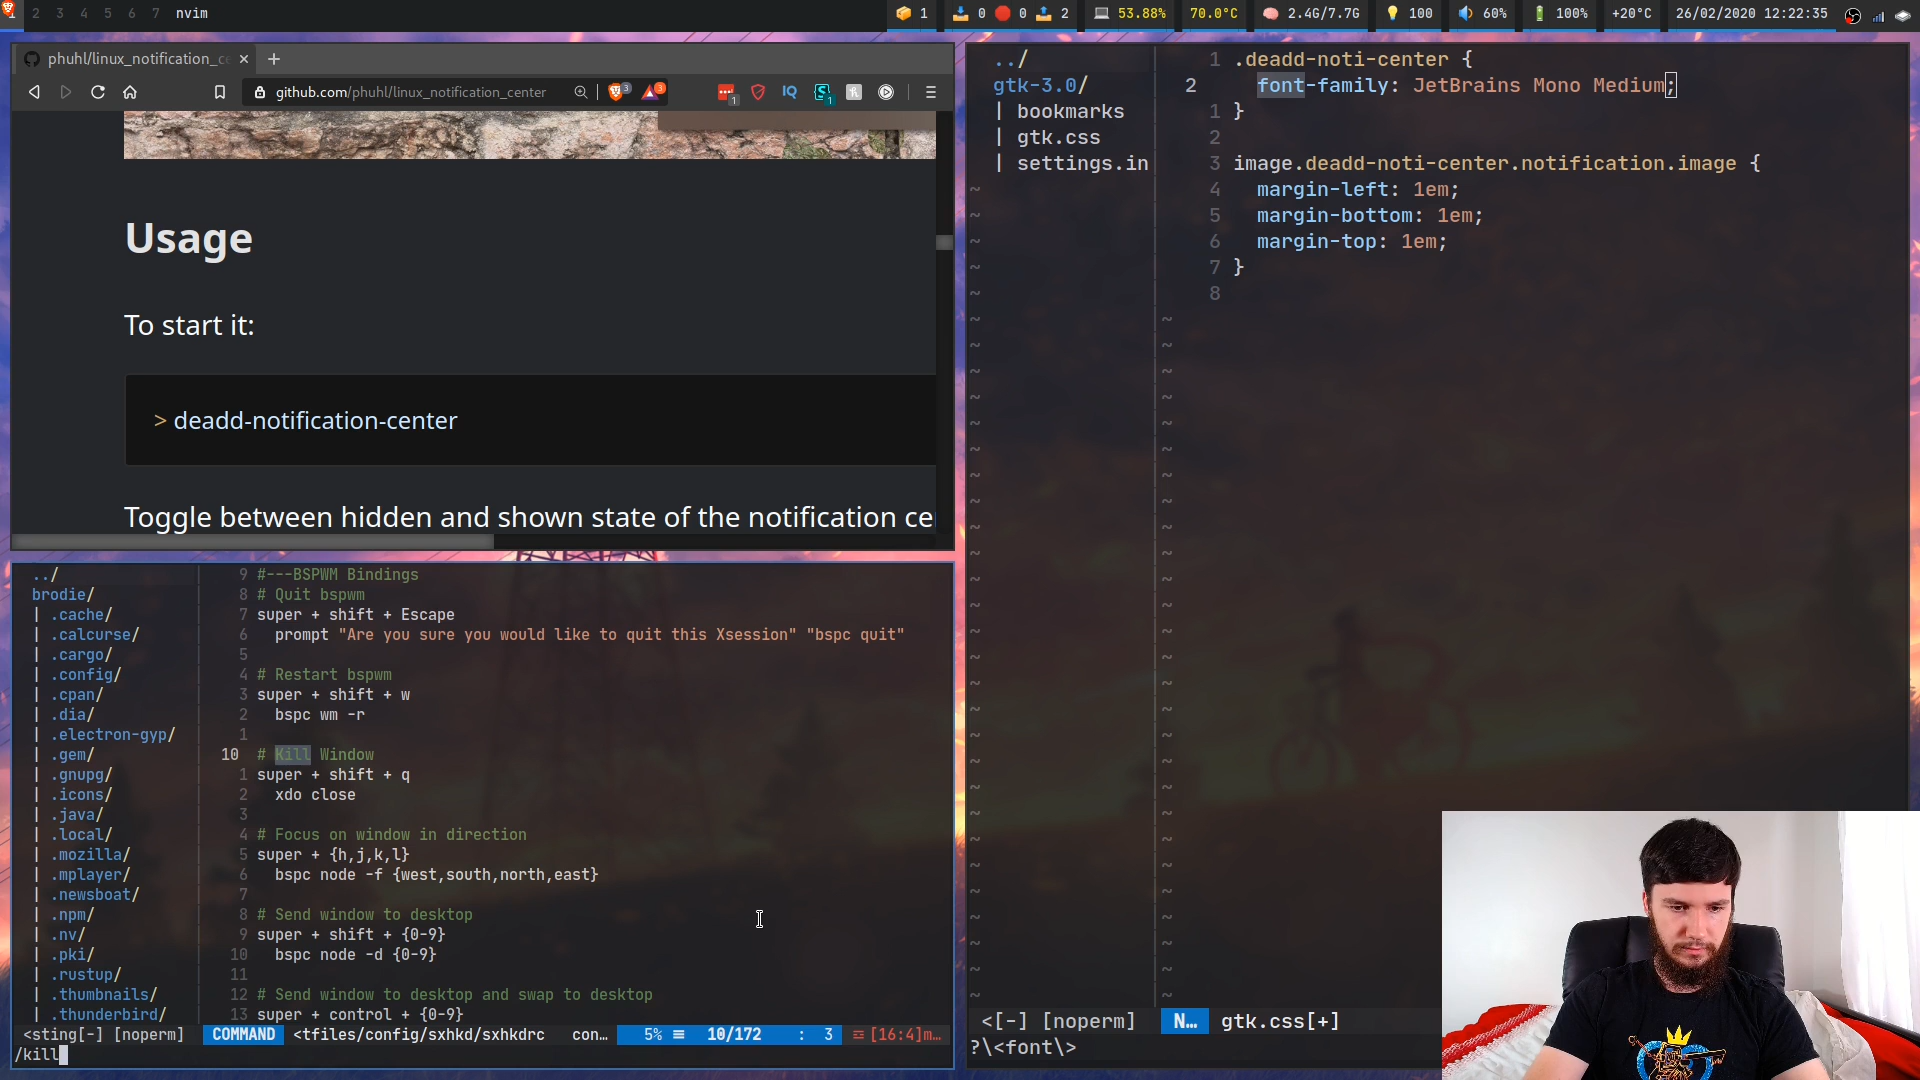 2 3 4 5 6 7 nvim
1 0 0 2 53.88% 70.0°C 2.4G/7.7G 100 60% 100% +20°C 26/02/2020 12:22:35
phuhl/linux_notification_ce
github.com/phuhl/linux_notification_center
Usage
To start it:
> deadd-notification-center
Toggle between hidden and shown state of the notification ce
../
gtk-3.0/
| bookmarks
| gtk.css
| settings.in
1 .deadd-noti-center {
2 font-family: JetBrains Mono Medium;
1 }
2
3 image.deadd-noti-center.notification.image {
4 margin-left: 1em;
5 margin-bottom: 1em;
6 margin-top: 1em;
7 }
8
<[-] [noperm] N… gtk.css[+]
?\<font\>
../
brodie/
| .cache/
| .calcurse/
| .cargo/
| .config/
| .cpan/
| .dia/
| .electron-gyp/
| .gem/
| .gnupg/
| .icons/
| .java/
| .local/
| .mozilla/
| .mplayer/
| .newsboat/
| .npm/
| .nv/
| .pki/
| .rustup/
| .thumbnails/
| .thunderbird/
9 #---BSPWM Bindings
8 # Quit bspwm
7 super + shift + Escape
6 prompt "Are you sure you would like to quit this Xsession" "bspc quit"
5
4 # Restart bspwm
3 super + shift + w
2 bspc wm -r
1
10 # Kill Window
1 super + shift + q
2 xdo close
3
4 # Focus on window in direction
5 super + {h,j,k,l}
6 bspc node -f {west,south,north,east}
7
8 # Send window to desktop
9 super + shift + {0-9}
10 bspc node -d {0-9}
11
12 # Send window to desktop and swap to desktop
13 super + control + {0-9}
<sting[-] [noperm] COMMAND <tfiles/config/sxhkd/sxhkdrc con… 5% ≡ 10/172 : 3 [16:4]m…
/kill